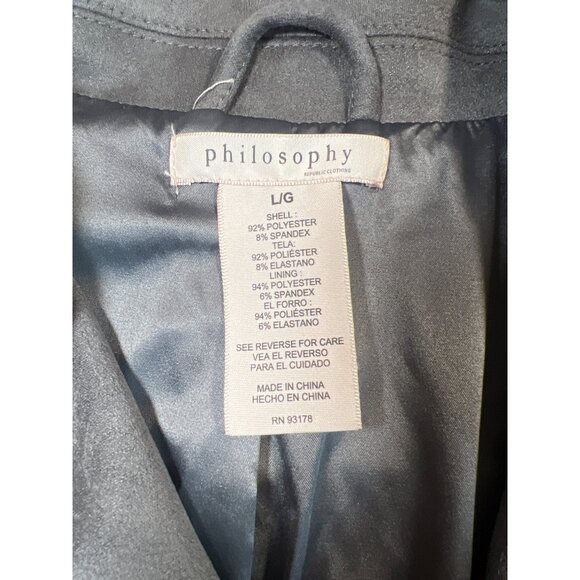 philosophy
REPUBLIC CLOTHING
L/G
SHELL :
92% POLYESTER
8% SPANDEX
TELA:
92% POLIÉSTER
8% ELASTANO
LINING :
94% POLYESTER
6% SPANDEX
EL FORRO :
94% POLIÉSTER
6% ELASTANO
SEE REVERSE FOR CARE
VEA EL REVERSO
PARA EL CUIDADO
MADE IN CHINA
HECHO EN CHINA
RN 93178